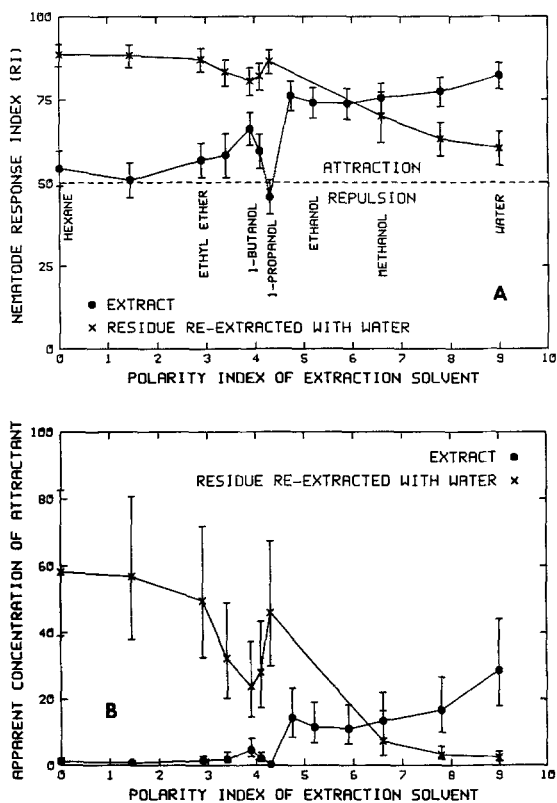 NEMATODE RESPONSE INDEX (RI)
100
75
50
25
0
ATTRACTION
REPULSION
HEXANE
ETHYL ETHER
1-BUTANOL
1-PROPANOL
ETHANOL
METHANOL
WATER
● EXTRACT
× RESIDUE RE-EXTRACTED WITH WATER
A
0 1 2 3 4 5 6 7 8 9 10
POLARITY INDEX OF EXTRACTION SOLVENT
APPARENT CONCENTRATION OF ATTRACTANT
100
80
60
40
20
0
EXTRACT ●
RESIDUE RE-EXTRACTED WITH WATER ×
B
0 1 2 3 4 5 6 7 8 9 10
POLARITY INDEX OF EXTRACTION SOLVENT